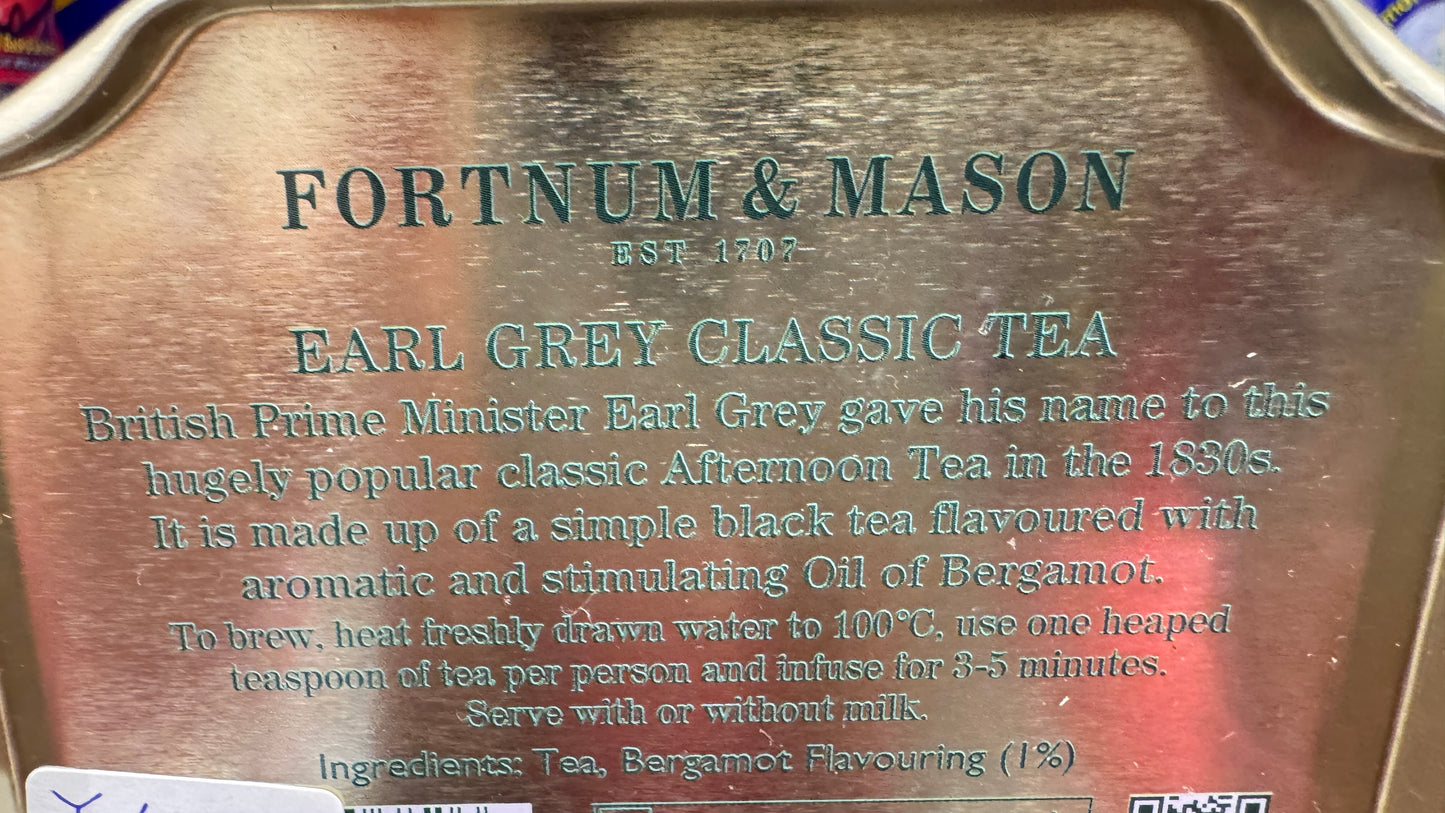 FORTNUM & MASON
EST 1707
EARL GREY CLASSIC TEA
British Prime Minister Earl Grey gave his name to this
hugely popular classic Afternoon Tea in the 1830s.
It is made up of a simple black tea flavoured with
aromatic and stimulating Oil of Bergamot.
To brew, heat freshly drawn water to 100°C, use one heaped
teaspoon of tea per person and infuse for 3-5 minutes.
Serve with or without milk.
Ingredients: Tea, Bergamot Flavouring (1%)